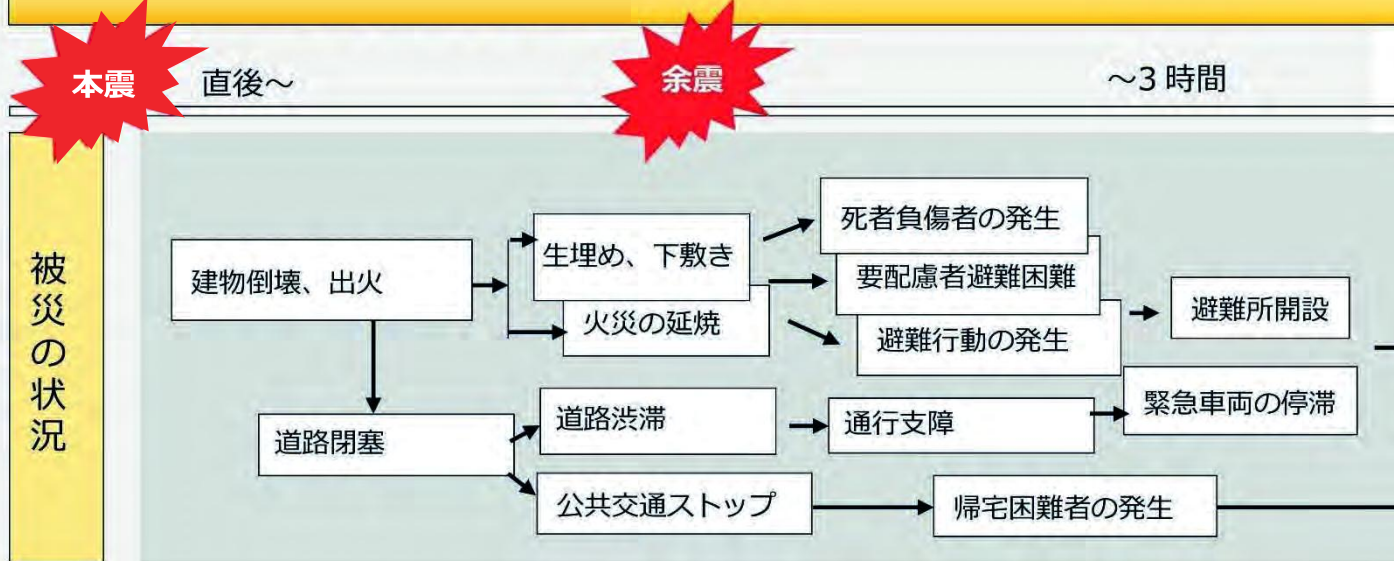 本震
直後～
余震
～3 時間
被災の状況
建物倒壊、出火
生埋め、下敷き
火災の延焼
死者負傷者の発生
要配慮者避難困難
避難行動の発生
避難所開設
道路閉塞
道路渋滞
通行支障
緊急車両の停滞
公共交通ストップ
帰宅困難者の発生